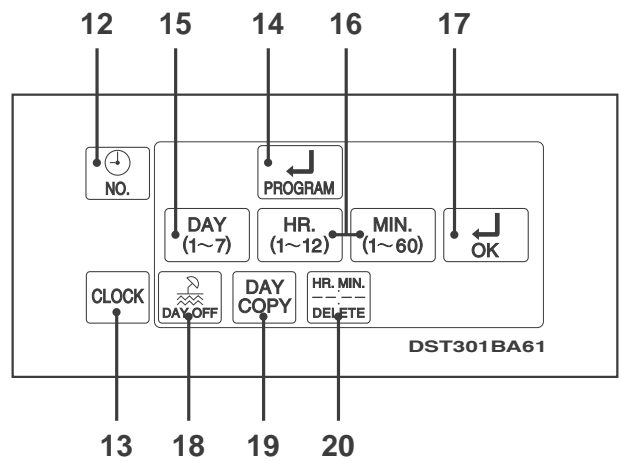 12 15 14 16 17
NO.
PROGRAM
DAY
(1~7)
HR.
(1~12)
MIN.
(1~60)
OK
CLOCK
DAY OFF
DAY
COPY
HR. MIN.
--:--
DELETE
DST301BA61
13 18 19 20